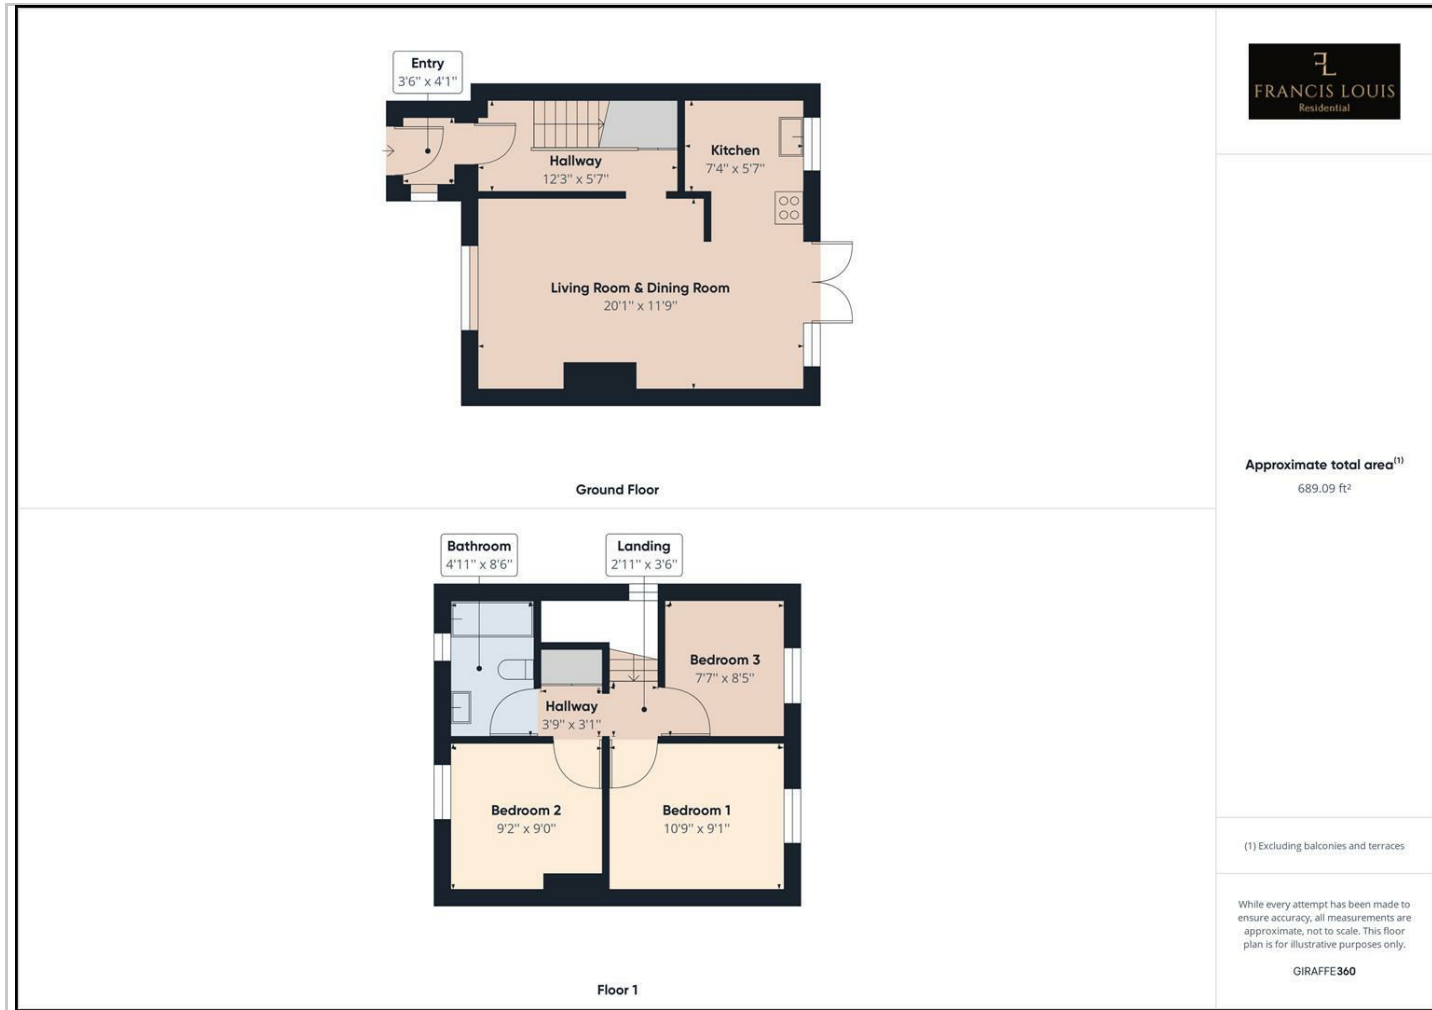 Entry
3'6" x 4'1"
Hallway
12'3" x 5'7"
Kitchen
7'4" x 5'7"
Living Room & Dining Room
20'1" x 11'9"
Ground Floor
Bathroom
4'11" x 8'6"
Landing
2'11" x 3'6"
Bedroom 3
7'7" x 8'5"
Hallway
3'9" x 3'1"
Bedroom 2
9'2" x 9'0"
Bedroom 1
10'9" x 9'1"
Floor 1
FL
FRANCIS LOUIS
Residential
Approximate total area(1)
689.09 ft²
(1) Excluding balconies and terraces
While every attempt has been made to
ensure accuracy, all measurements are
approximate, not to scale. This floor
plan is for illustrative purposes only.
GIRAFFE360